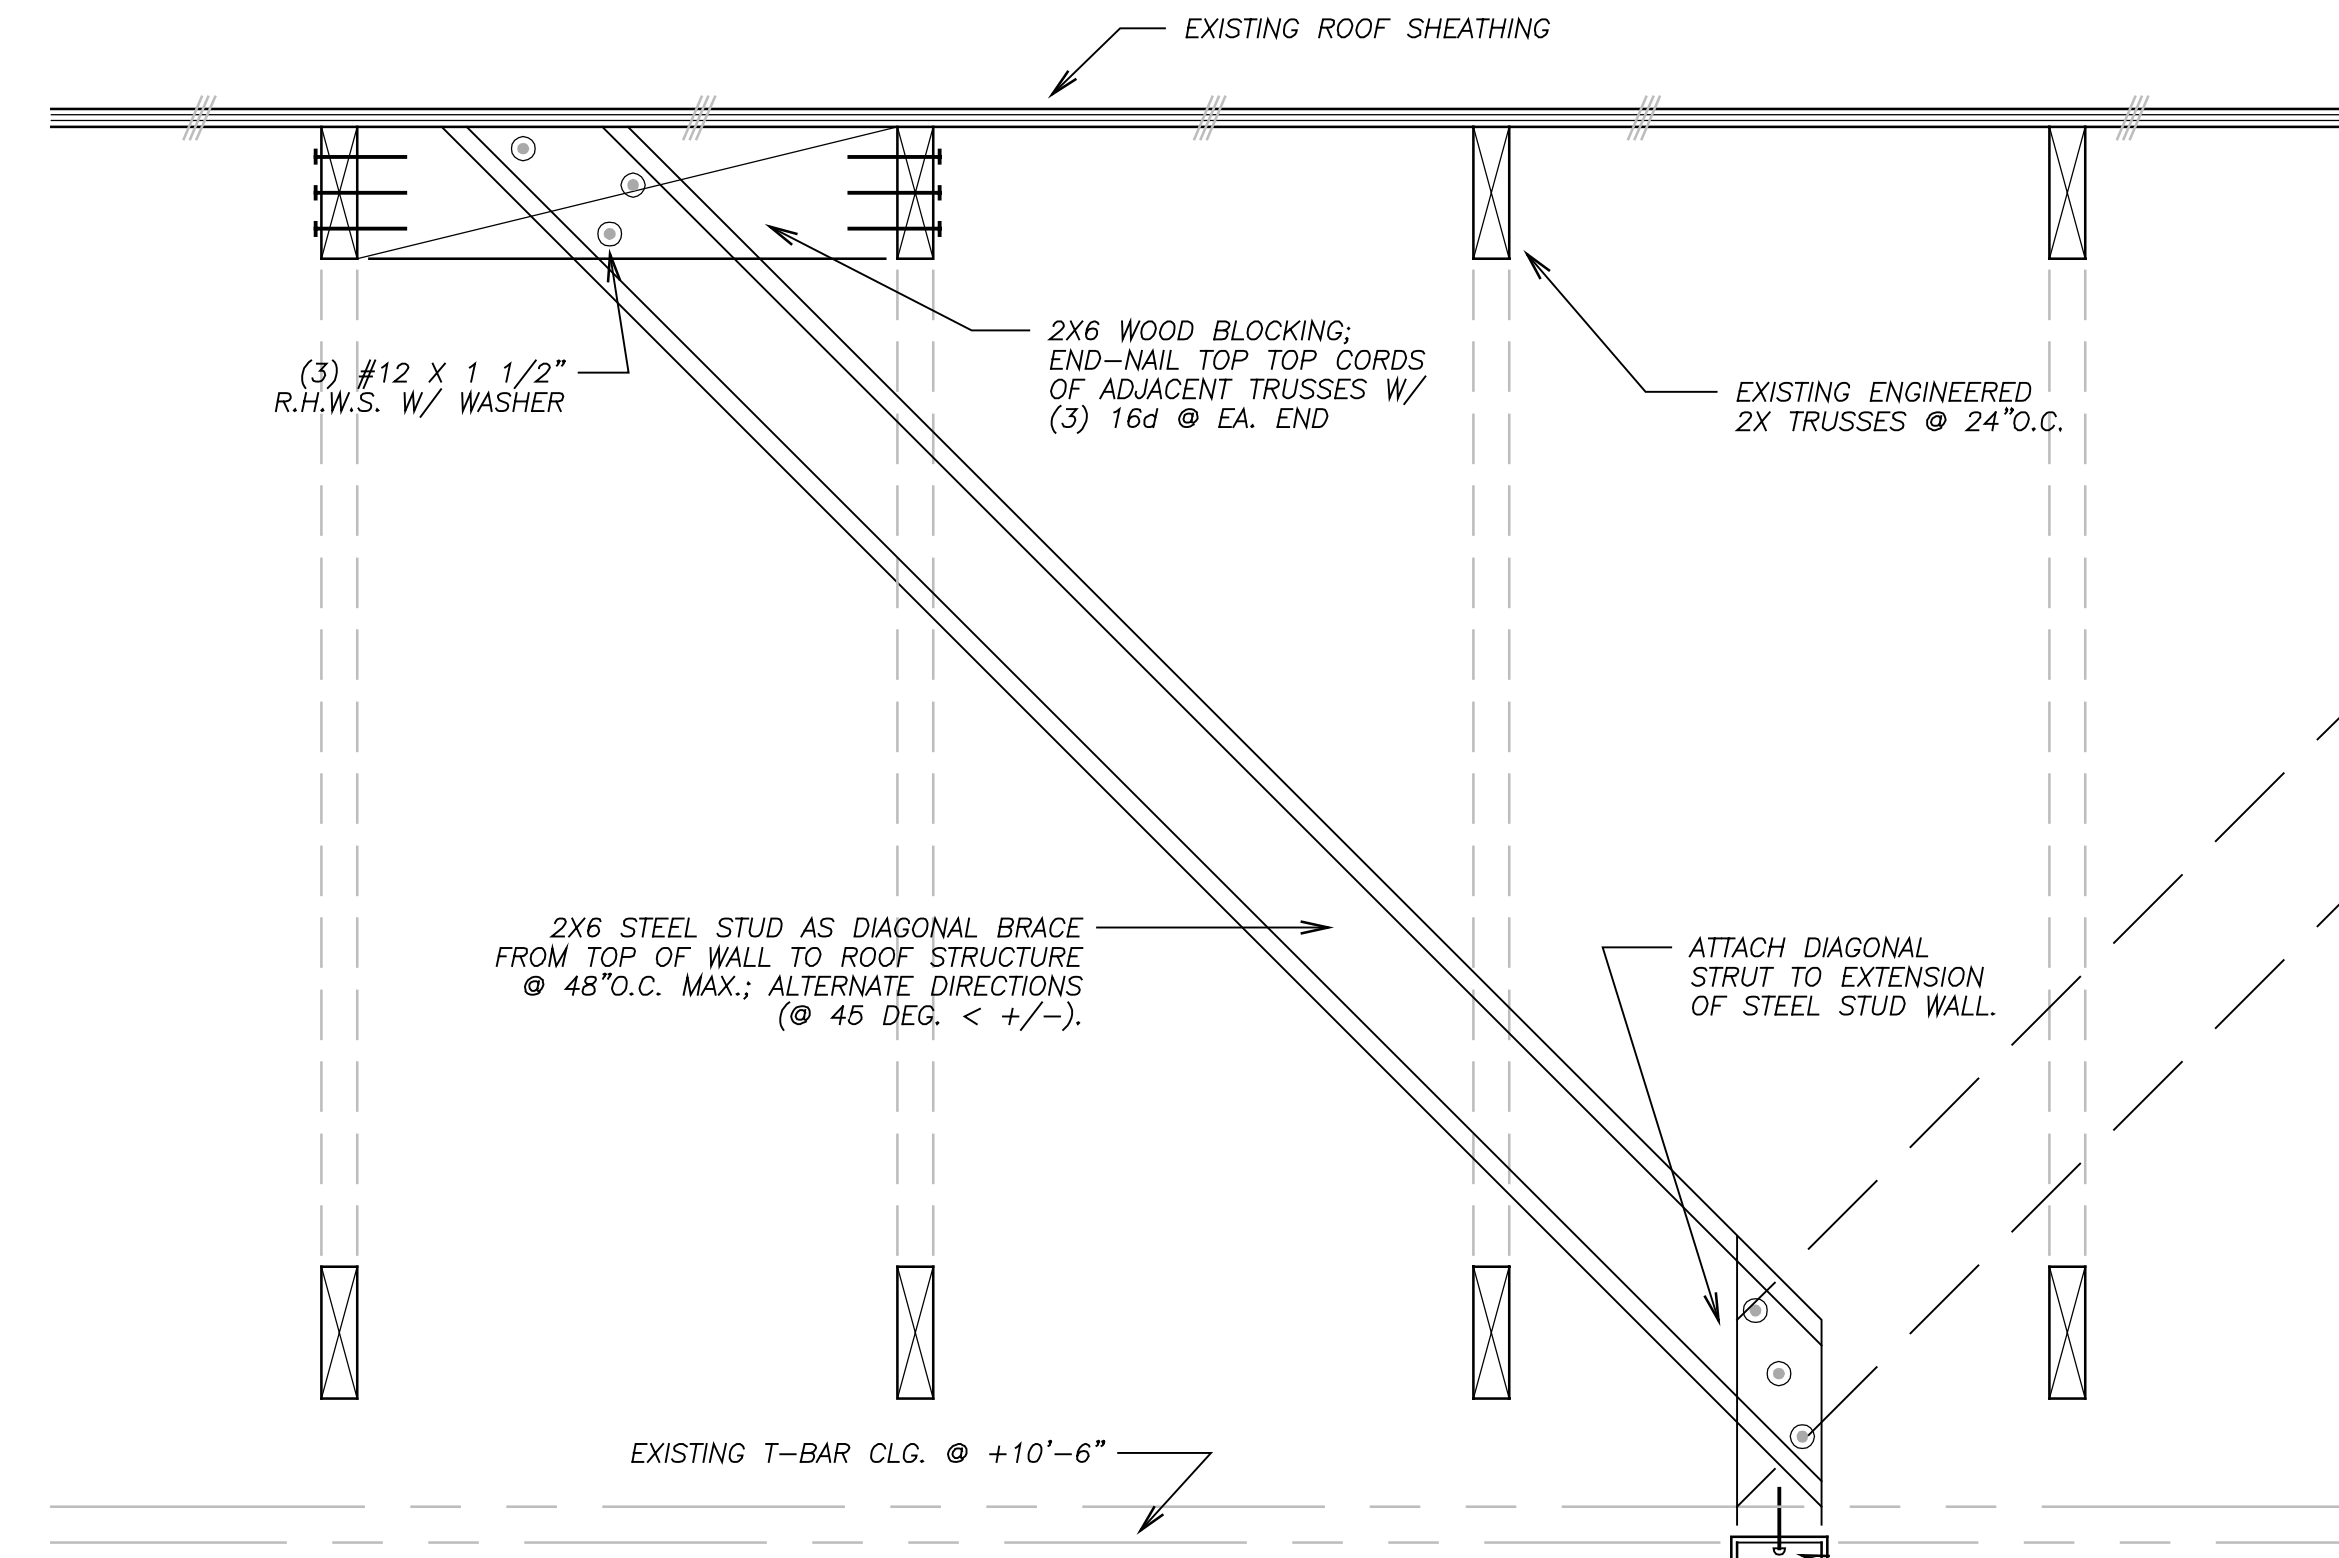 EXISTING ROOF SHEATHING
(3) #12 X 1 1/2"
R.H.W.S. W/ WASHER
2X6 WOOD BLOCKING;
END-NAIL TOP TOP CORDS
OF ADJACENT TRUSSES W/
(3) 16d @ EA. END
EXISTING ENGINEERED
2X TRUSSES @ 24"O.C.
2X6 STEEL STUD AS DIAGONAL BRACE
FROM TOP OF WALL TO ROOF STRUCTURE
@ 48"O.C. MAX.; ALTERNATE DIRECTIONS
(@ 45 DEG. < +/-).
ATTACH DIAGONAL
STRUT TO EXTENSION
OF STEEL STUD WALL.
EXISTING T-BAR CLG. @ +10'-6"